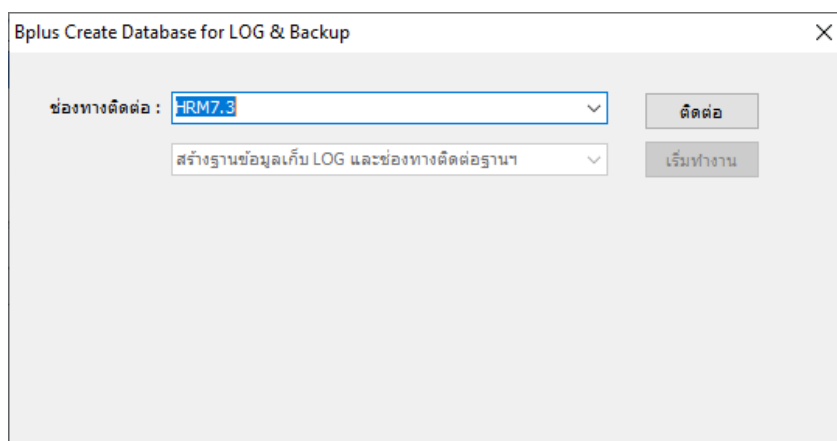 Bplus Create Database for LOG & Backup
ช่องทางติดต่อ : HRM7.3 ติดต่อ
สร้างฐานข้อมูลเก็บ LOG และช่องทางติดต่อฐานฯ เริ่มทำงาน